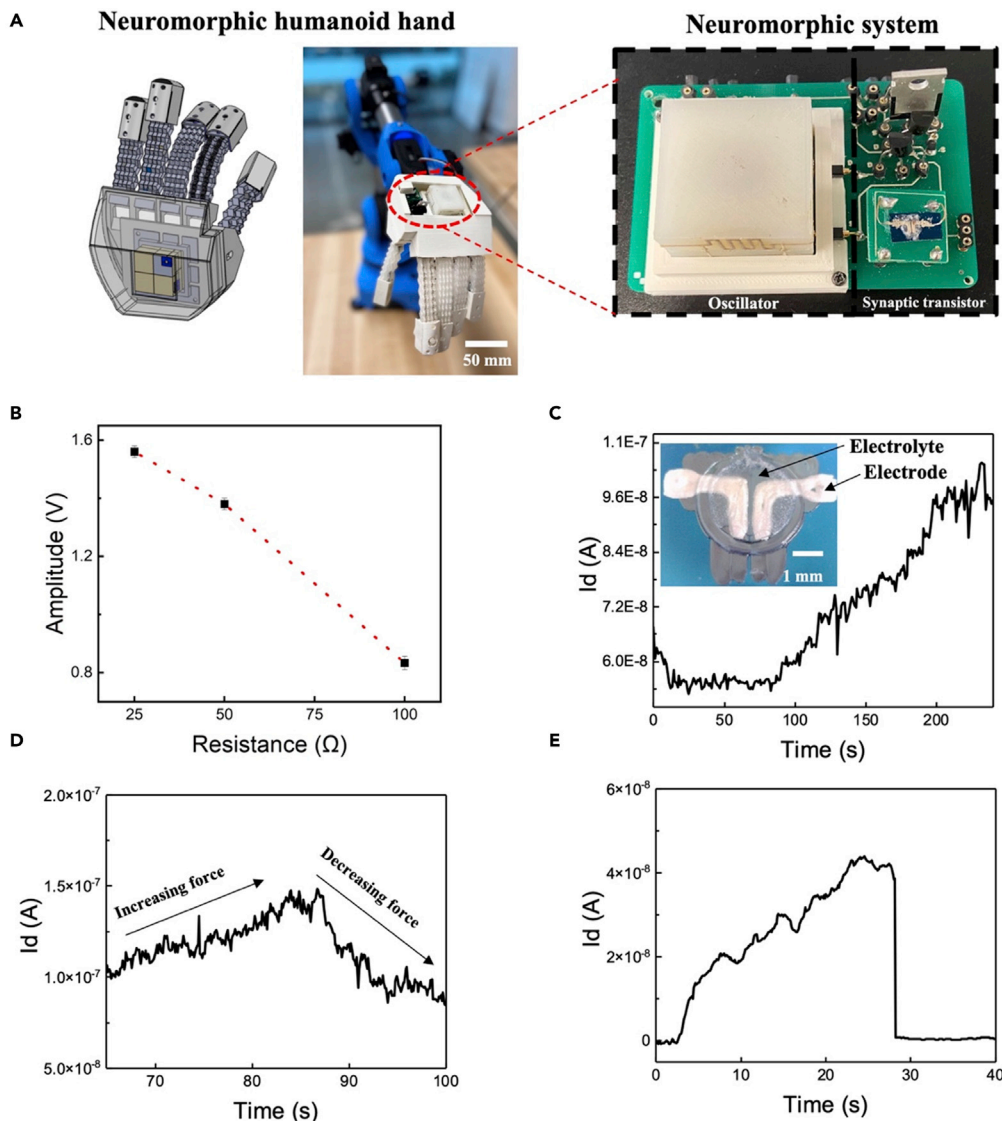 A
Neuromorphic humanoid hand
Neuromorphic system
50 mm
Oscillator
Synaptic transistor
B
1.6
1.2
0.8
Amplitude (V)
25
50
75
100
Resistance (Ω)
C
1.1E-7
9.6E-8
8.4E-8
7.2E-8
6.0E-8
Id (A)
Electrolyte
Electrode
1 mm
0
50
100
150
200
Time (s)
D
2.0×10⁻⁷
1.5×10⁻⁷
1.0×10⁻⁷
5.0×10⁻⁸
Id (A)
Increasing force
Decreasing force
70
80
90
100
Time (s)
E
6×10⁻⁸
4×10⁻⁸
2×10⁻⁸
0
Id (A)
0
10
20
30
40
Time (s)